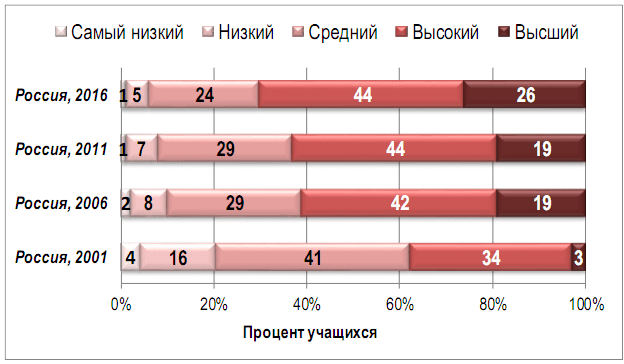 Самый низкий Низкий Средний Высокий Высший
Россия, 2016 1 5 24 44 26
Россия, 2011 1 7 29 44 19
Россия, 2006 2 8 29 42 19
Россия, 2001 4 16 41 34 3
0% 20% 40% 60% 80% 100%
Процент учащихся